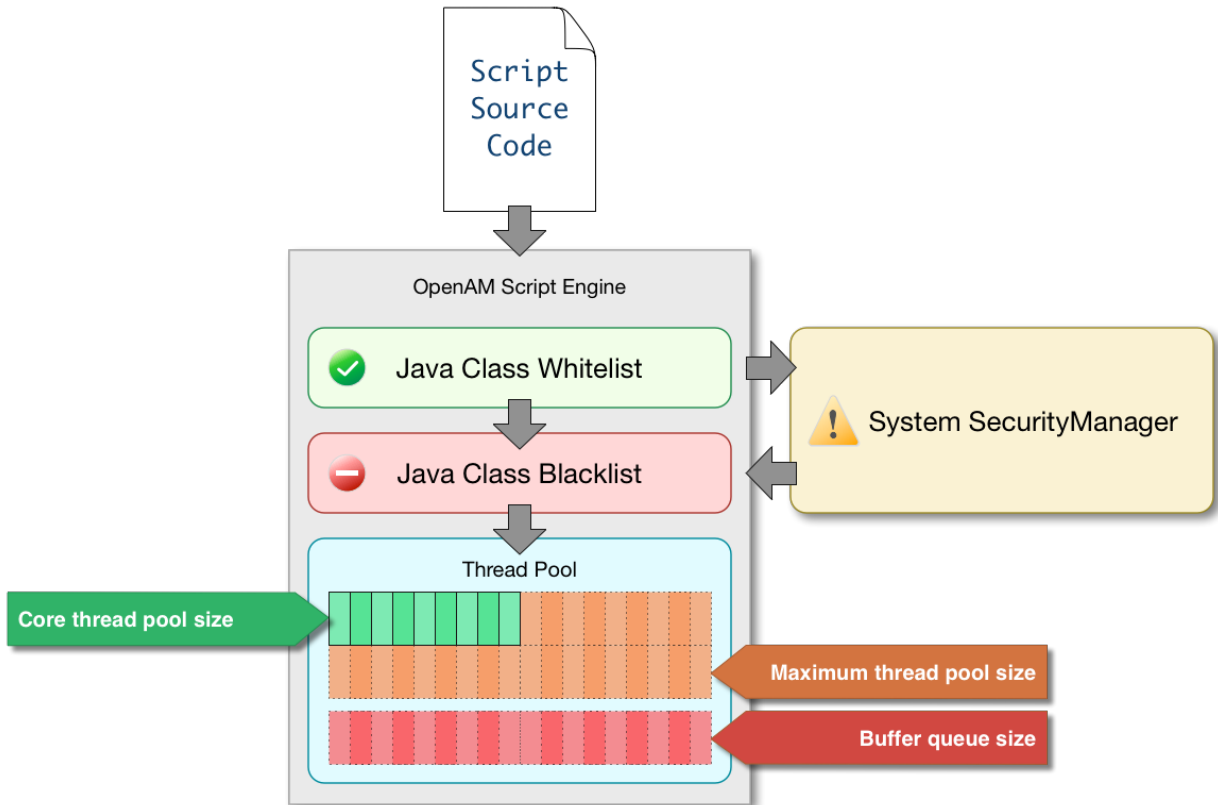 Script
Source
Code
OpenAM Script Engine
Java Class Whitelist
System SecurityManager
Java Class Blacklist
Thread Pool
Core thread pool size
Maximum thread pool size
Buffer queue size